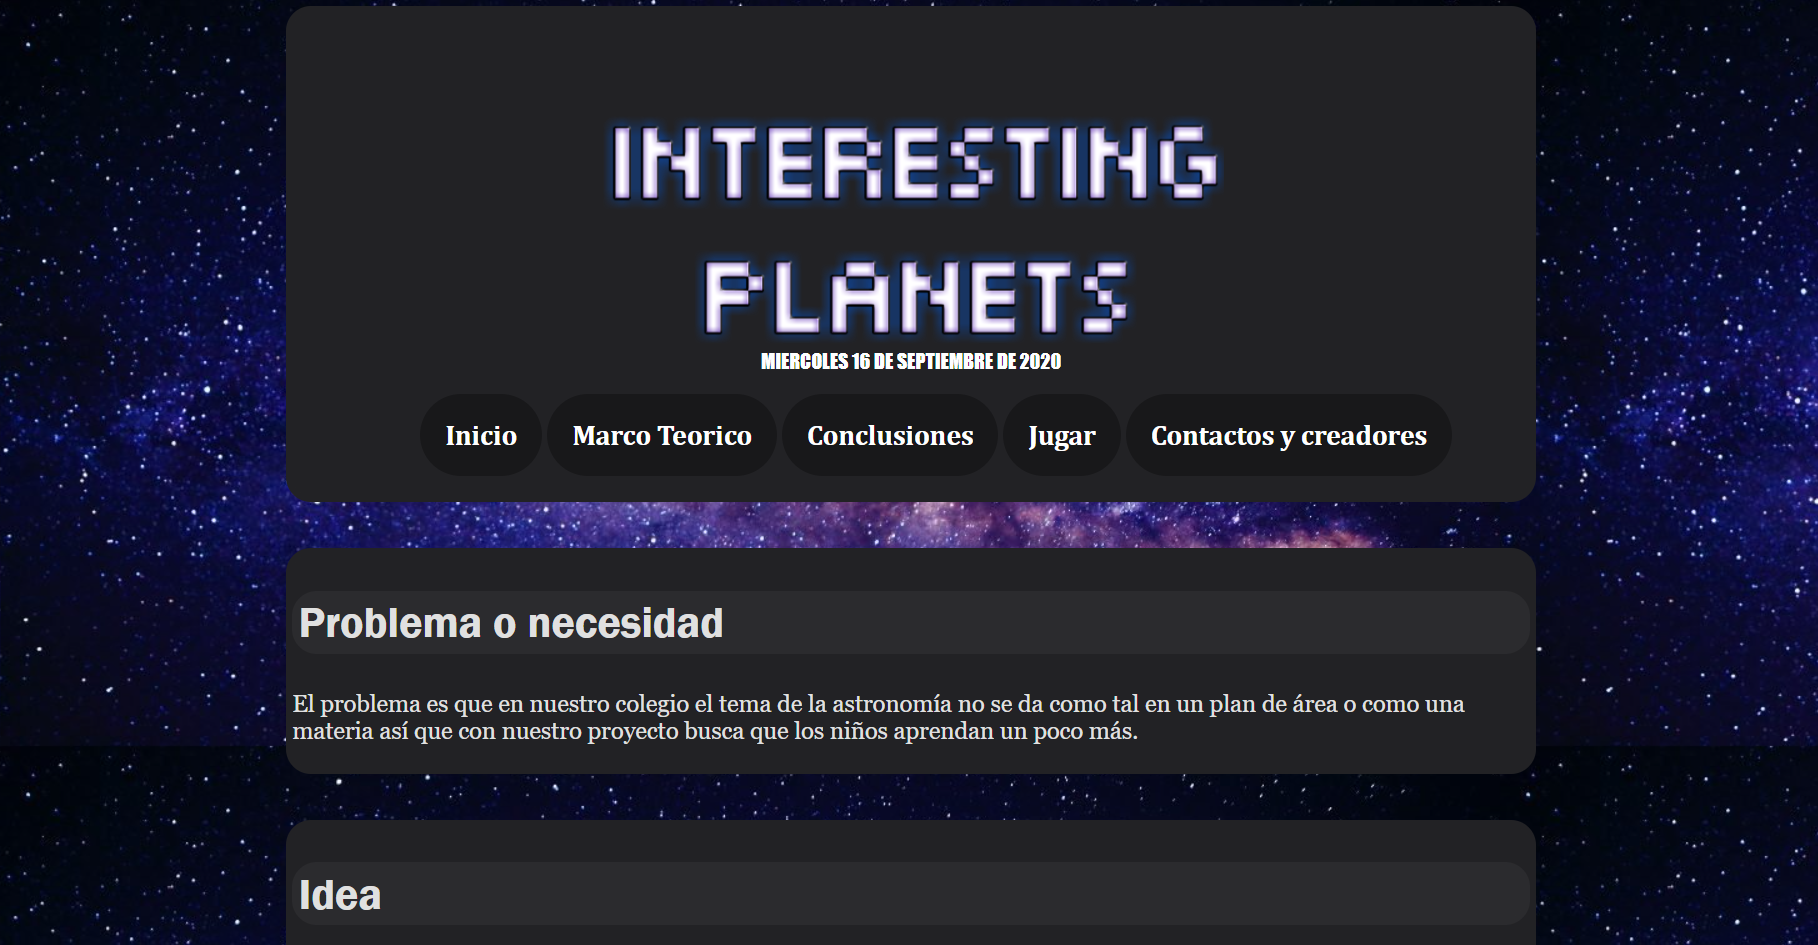 INTERESTING
PLANETS
MIERCOLES 16 DE SEPTIEMBRE DE 2020
Inicio
Marco Teorico
Conclusiones
Jugar
Contactos y creadores
Problema o necesidad
El problema es que en nuestro colegio el tema de la astronomía no se da como tal en un plan de área o como una
materia así que con nuestro proyecto busca que los niños aprendan un poco más.
Idea